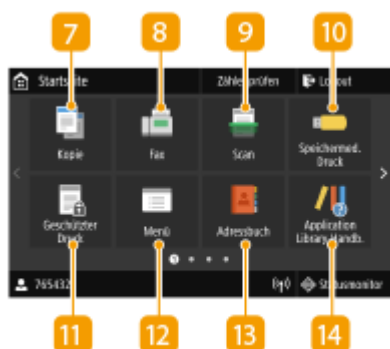 7 8 9 10
Startseite Zähler prüfen Logout
Kopie Fax Scan Speichermed. Druck
Geschützter Druck Menü Adressbuch Application Library-Handb.
765432 Statusmonitor
11 12 13 14